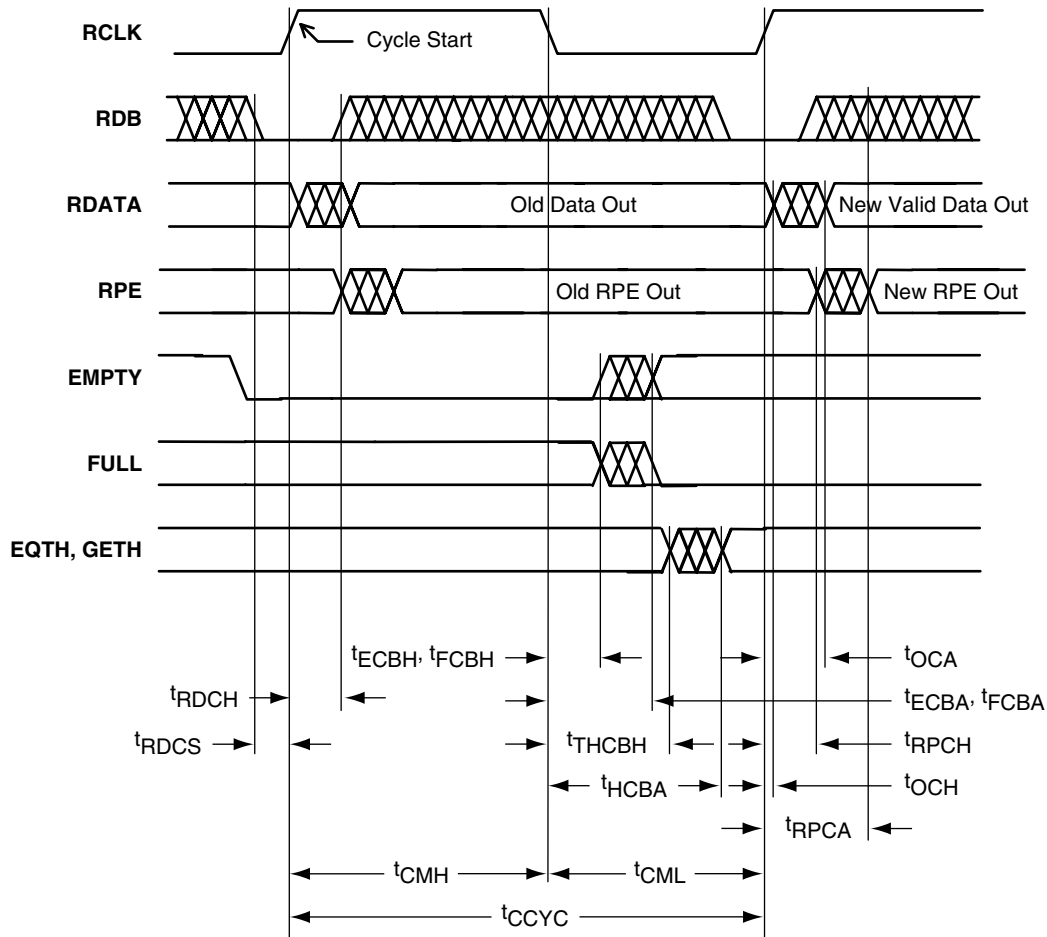 RCLK
Cycle Start
RDB
RDATA
Old Data Out
New Valid Data Out
RPE
Old RPE Out
New RPE Out
EMPTY
FULL
EQTH, GETH
tECBH, tFCBH
tOCA
tRDCH
tECBA, tFCBA
tRDCS
tTHCBH
tRPCH
tHCBA
tOCH
tRPCA
tCMH
tCML
tCCYC